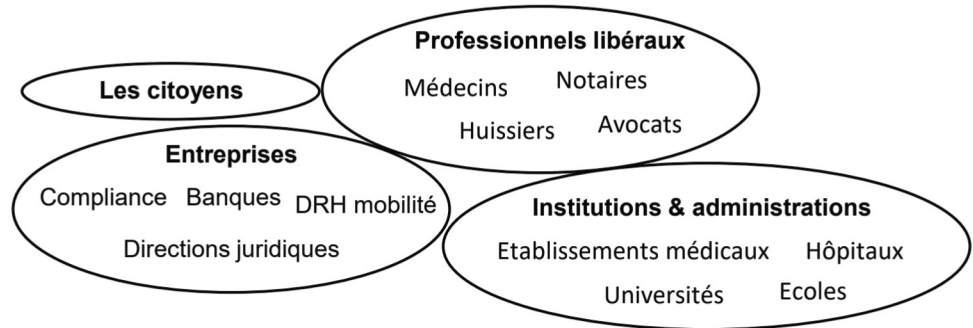 Professionnels libéraux
Médecins Notaires
Huissiers Avocats
Les citoyens
Entreprises
Compliance Banques DRH mobilité
Directions juridiques
Institutions & administrations
Etablissements médicaux Hôpitaux
Universités Ecoles